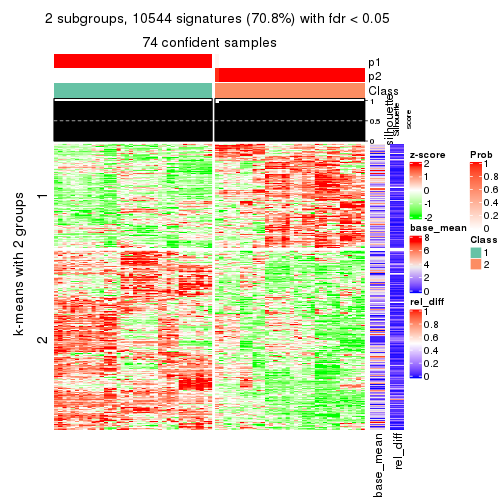 2 subgroups, 10544 signatures (70.8%) with fdr < 0.05
74 confident samples
p1
p2
Class
silhouette
Silhouette
score
1
0.5
0
k-means with 2 groups
1
2
base_mean
rel_diff
z-score
2
1
0
-1
-2
base_mean
8
6
4
2
0
rel_diff
1
0.8
0.6
0.4
0.2
0
Prob
1
0.8
0.6
0.4
0.2
0
Class
1
2